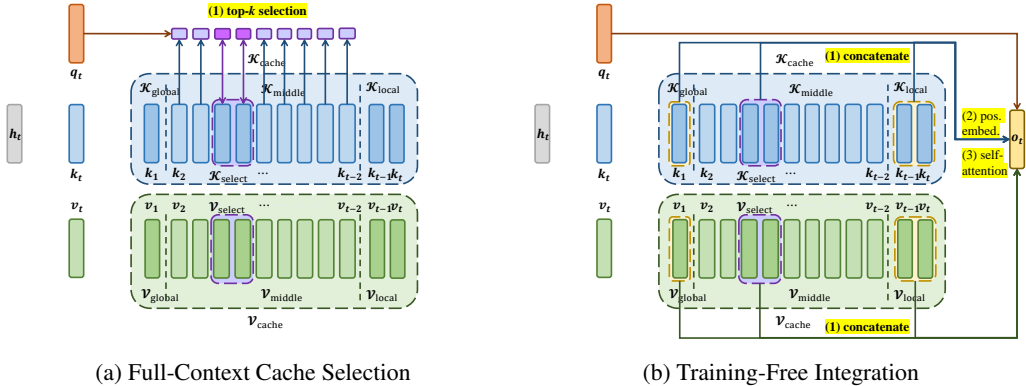 (1) top-k selection
q_t
𝒦_cache
𝒦_global
𝒦_middle
𝒦_local
h_t
k_t
k_1
k_2
𝒦_select
...
k_{t-2}
k_{t-1}
k_t
v_t
v_1
v_2
𝒱_select
...
v_{t-2}
v_{t-1}
v_t
𝒱_global
𝒱_middle
𝒱_local
𝒱_cache
(a) Full-Context Cache Selection
q_t
(1) concatenate
𝒦_cache
𝒦_global
𝒦_middle
𝒦_local
(2) pos.
embed.
h_t
o_t
(3) self-
attention
k_t
k_1
k_2
𝒦_select
...
k_{t-2}
k_{t-1}
k_t
v_t
v_1
v_2
𝒱_select
...
v_{t-2}
v_{t-1}
v_t
𝒱_global
𝒱_middle
𝒱_local
𝒱_cache
(1) concatenate
(b) Training-Free Integration